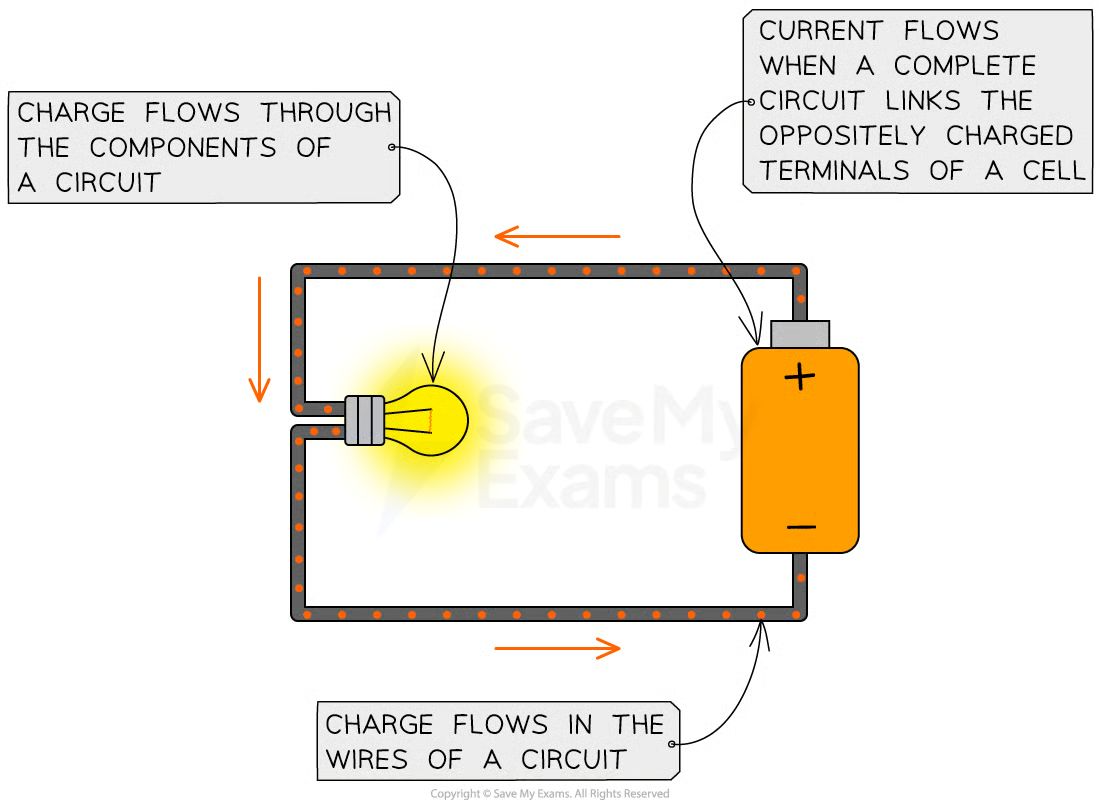 CURRENT FLOWS
WHEN A COMPLETE
CIRCUIT LINKS THE
OPPOSITELY CHARGED
TERMINALS OF A CELL
CHARGE FLOWS THROUGH
THE COMPONENTS OF
A CIRCUIT
+
Save My
Exams
−
CHARGE FLOWS IN THE
WIRES OF A CIRCUIT
Copyright © Save My Exams. All Rights Reserved